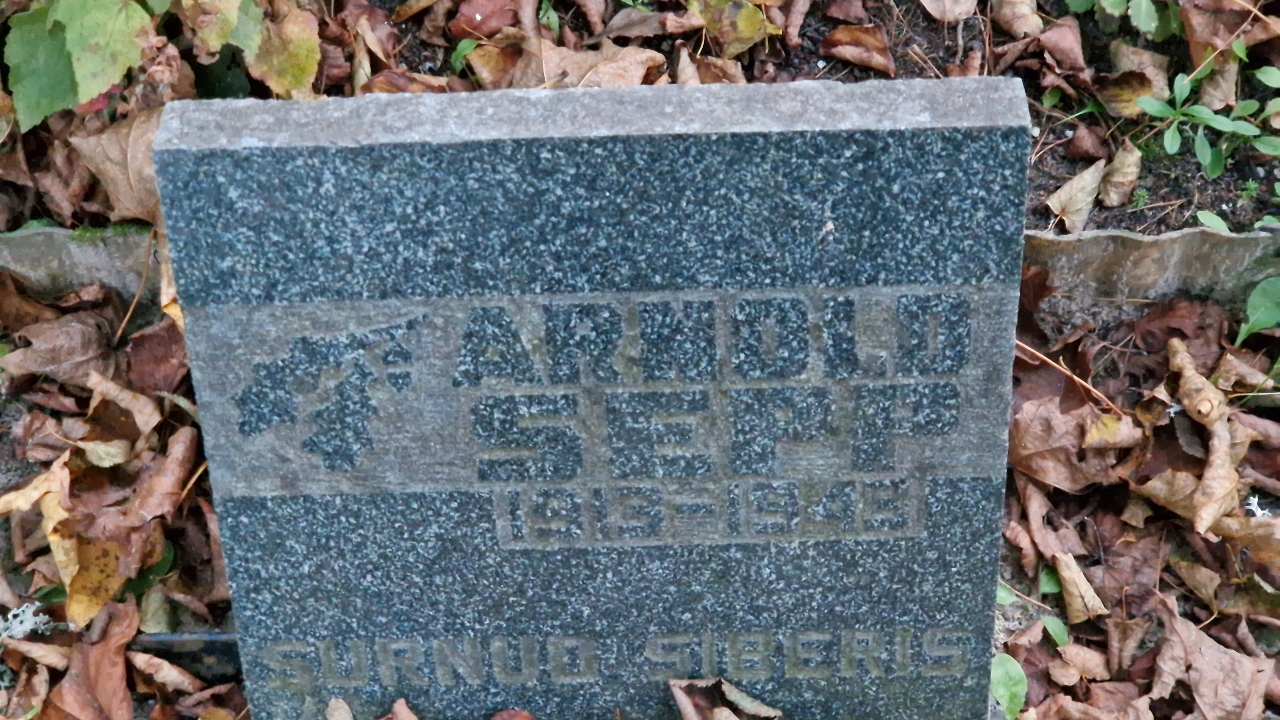 ARNOLD
SEPP
1913-1943
SURNUD SIBERIS